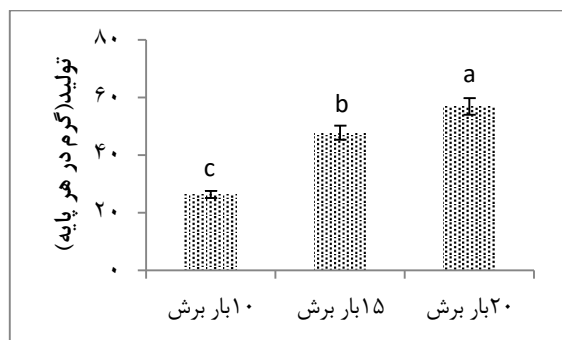 تولید(گرم در هر پایه)
۸۰
۶۰
۴۰
۲۰
۰
a
b
c
۱۰بار برش
۱۵بار برش
۲۰بار برش